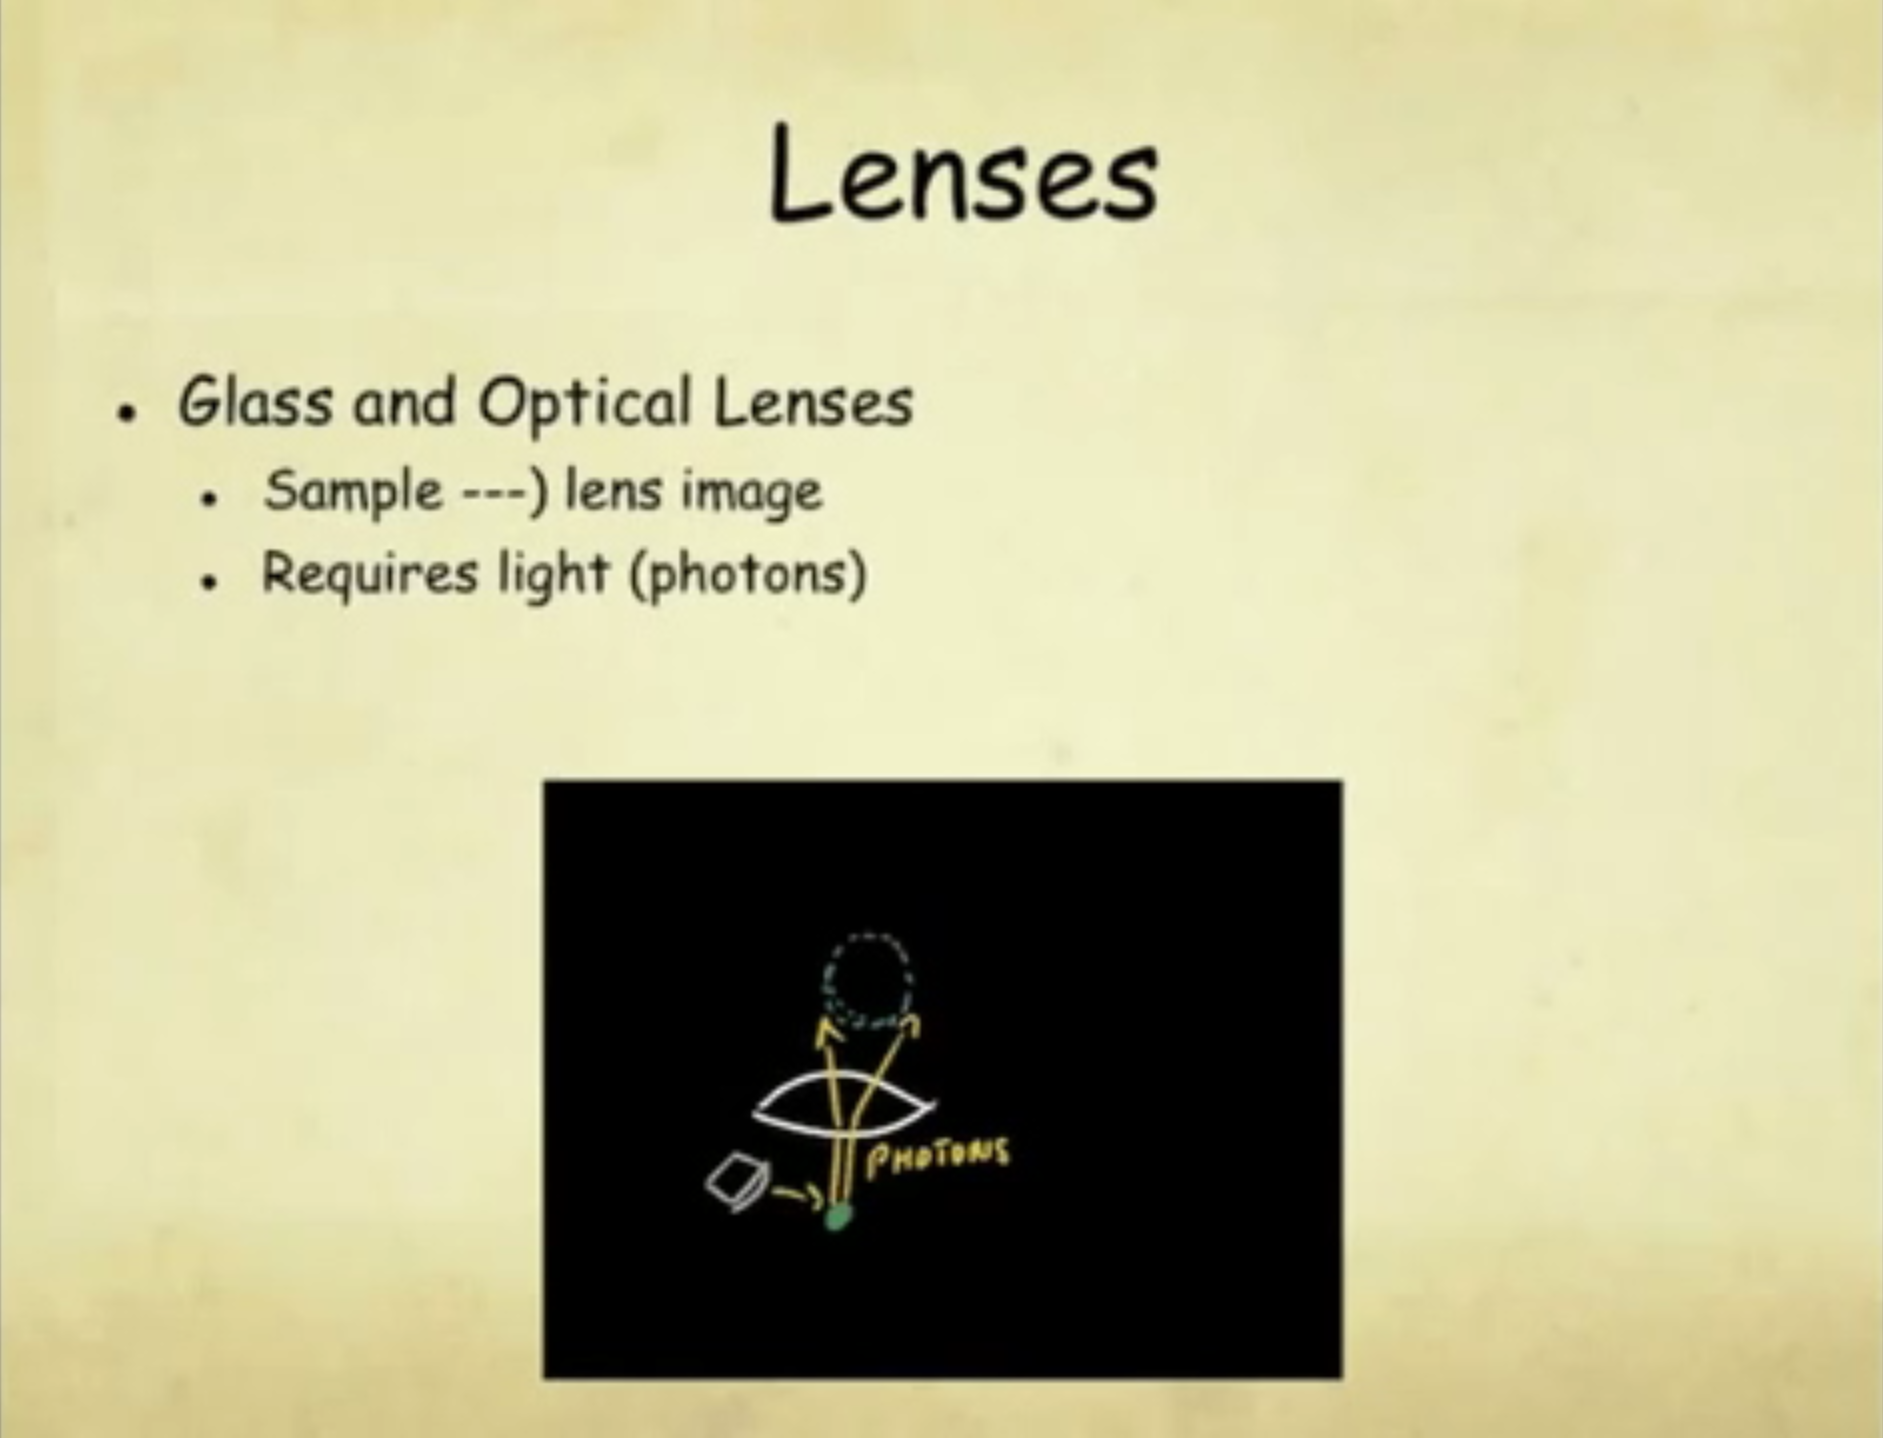 Lenses
• Glass and Optical Lenses
• Sample ---) lens image
• Requires light (photons)
PHOTONS